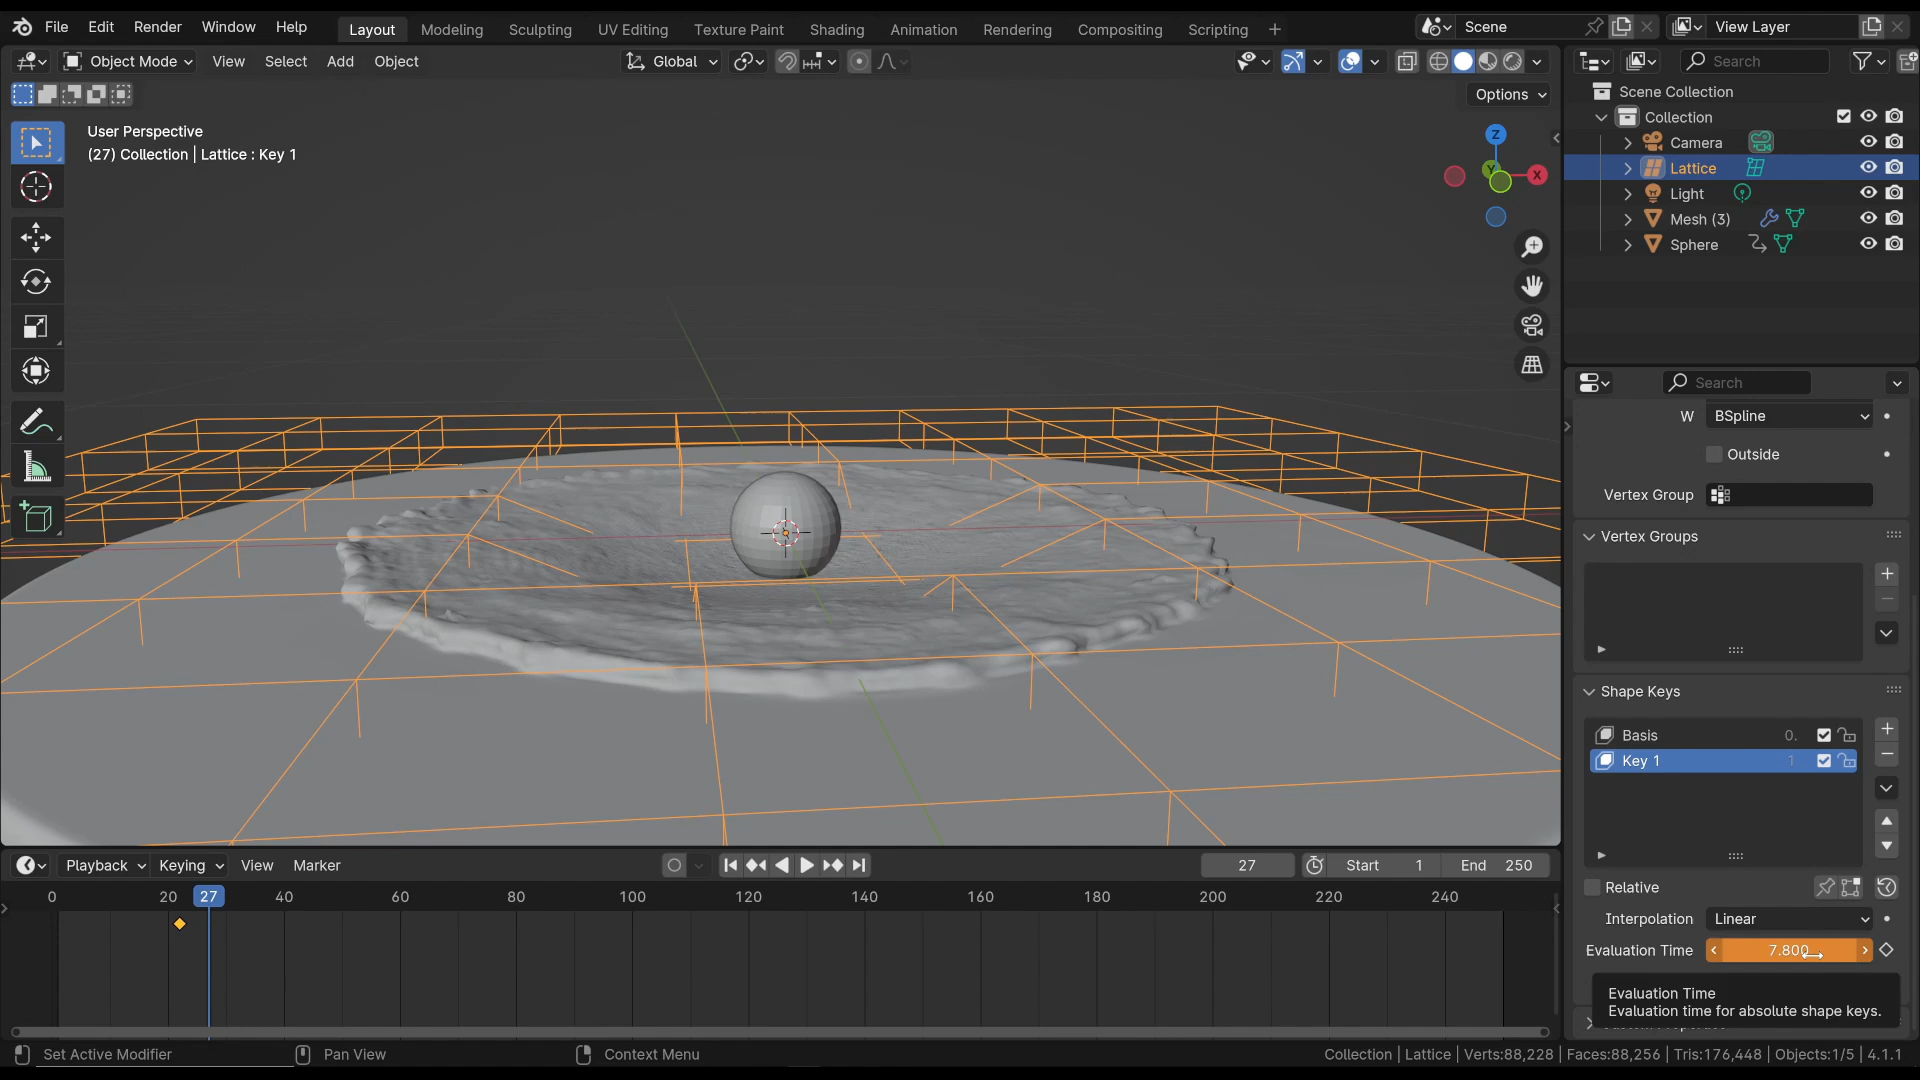 File Edit Render Window Help Layout Modeling Sculpting UV Editing Texture Paint Shading Animation Rendering Compositing Scripting + Scene View Layer
Object Mode View Select Add Object Global Search
Options
User Perspective
(27) Collection | Lattice : Key 1
Z
Y
X
Scene Collection
Collection
Camera
Lattice
Light
Mesh (3)
Sphere
Search
W BSpline
Outside
Vertex Group
Vertex Groups
Shape Keys
Basis 0.
Key 1 1
Relative
Interpolation Linear
Evaluation Time 7.800
Evaluation Time
Evaluation time for absolute shape keys.
Playback Keying View Marker 27 Start 1 End 250
0 20 27 40 60 80 100 120 140 160 180 200 220 240
Set Active Modifier Pan View Context Menu Collection | Lattice | Verts:88,228 | Faces:88,256 | Tris:176,448 | Objects:1/5 | 4.1.1